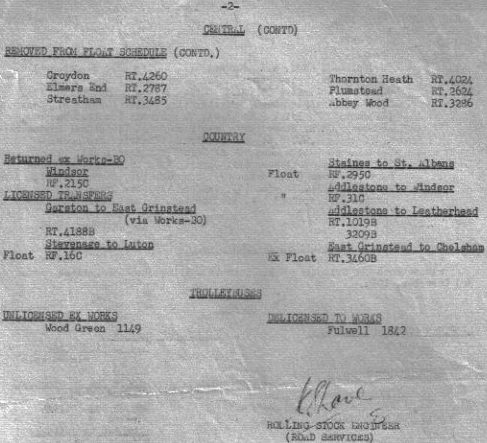 -2-
CENTRAL (CONTD)
REMOVED FROM FLOAT SCHEDULE (CONTD.)
Croydon RT.4260
Elmers End RT.2787
Streatham RT.3485
Thornton Heath RT.4024
Plumstead RT.2624
Abbey Wood RT.3286
COUNTRY
Returned ex Works-BO
Windsor
RF.215C
LICENSED TRANSFERS
Garston to East Grinstead
(via Works-BO)
RT.4188B
Stevenage to Luton
Float RF.16C
Staines to St. Albans
Float RF.295C
Addlestone to Windsor
" RF.31C
Addlestone to Leatherhead
RT.1019B
3209B
East Grinstead to Chelsham
Ex Float RT.3460B
TROLLEYBUSES
UNLICENSED EX WORKS
Wood Green 1149
DELICENSED TO WORKS
Fulwell 1842
ROLLING STOCK ENGINEER
(ROAD SERVICES)